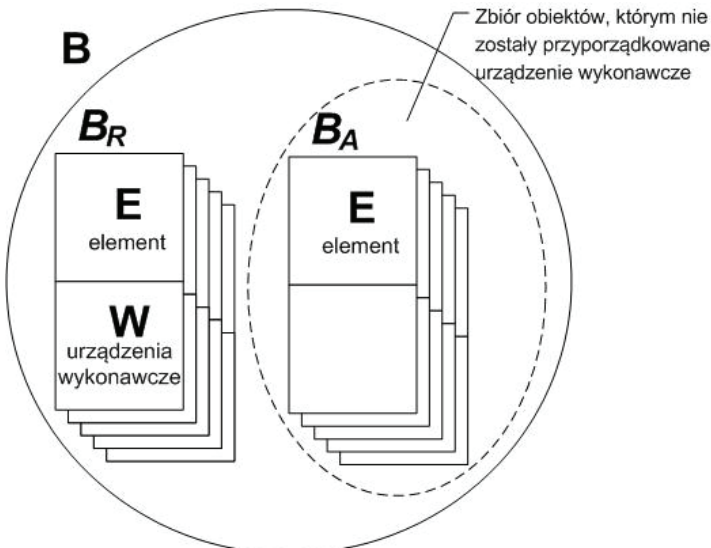 Zbiór obiektów, którym nie
zostały przyporządkowane
urządzenie wykonawcze
B
B_R
B_A
E
element
W
urządzenia
wykonawcze
E
element